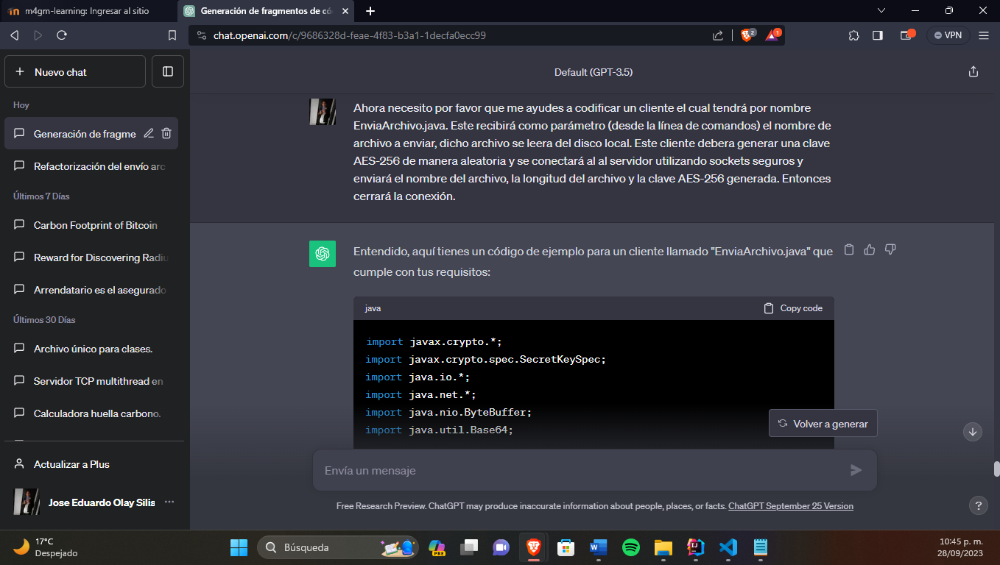 m4gm-learning: Ingresar al sitio
Generación de fragmentos de có
chat.openai.com/c/9686328d-feae-4f83-b3a1-1decfa0ecc99
2
1
VPN
Nuevo chat
Hoy
Generación de fragme
Refactorización del envío arc
Últimos 7 Días
Carbon Footprint of Bitcoin
Reward for Discovering Radiu
Arrendatario es el asegurado
Últimos 30 Días
Archivo único para clases.
Servidor TCP multithread en
Calculadora huella carbono.
Actualizar a Plus
Jose Eduardo Olay Silis
Default (GPT-3.5)
Ahora necesito por favor que me ayudes a codificar un cliente el cual tendrá por nombre
EnviaArchivo.java. Este recibirá como parámetro (desde la línea de comandos) el nombre de
archivo a enviar, dicho archivo se leera del disco local. Este cliente debera generar una clave
AES-256 de manera aleatoria y se conectará al al servidor utilizando sockets seguros y
enviará el nombre del archivo, la longitud del archivo y la clave AES-256 generada. Entonces
cerrará la conexión.
Entendido, aquí tienes un código de ejemplo para un cliente llamado "EnviaArchivo.java" que
cumple con tus requisitos:
java
Copy code
import javax.crypto.*;
import javax.crypto.spec.SecretKeySpec;
import java.io.*;
import java.net.*;
import java.nio.ByteBuffer;
import java.util.Base64;
Volver a generar
Envía un mensaje
Free Research Preview. ChatGPT may produce inaccurate information about people, places, or facts. ChatGPT September 25 Version
?
17°C
Despejado
Búsqueda
PRE
10:45 p. m.
28/09/2023